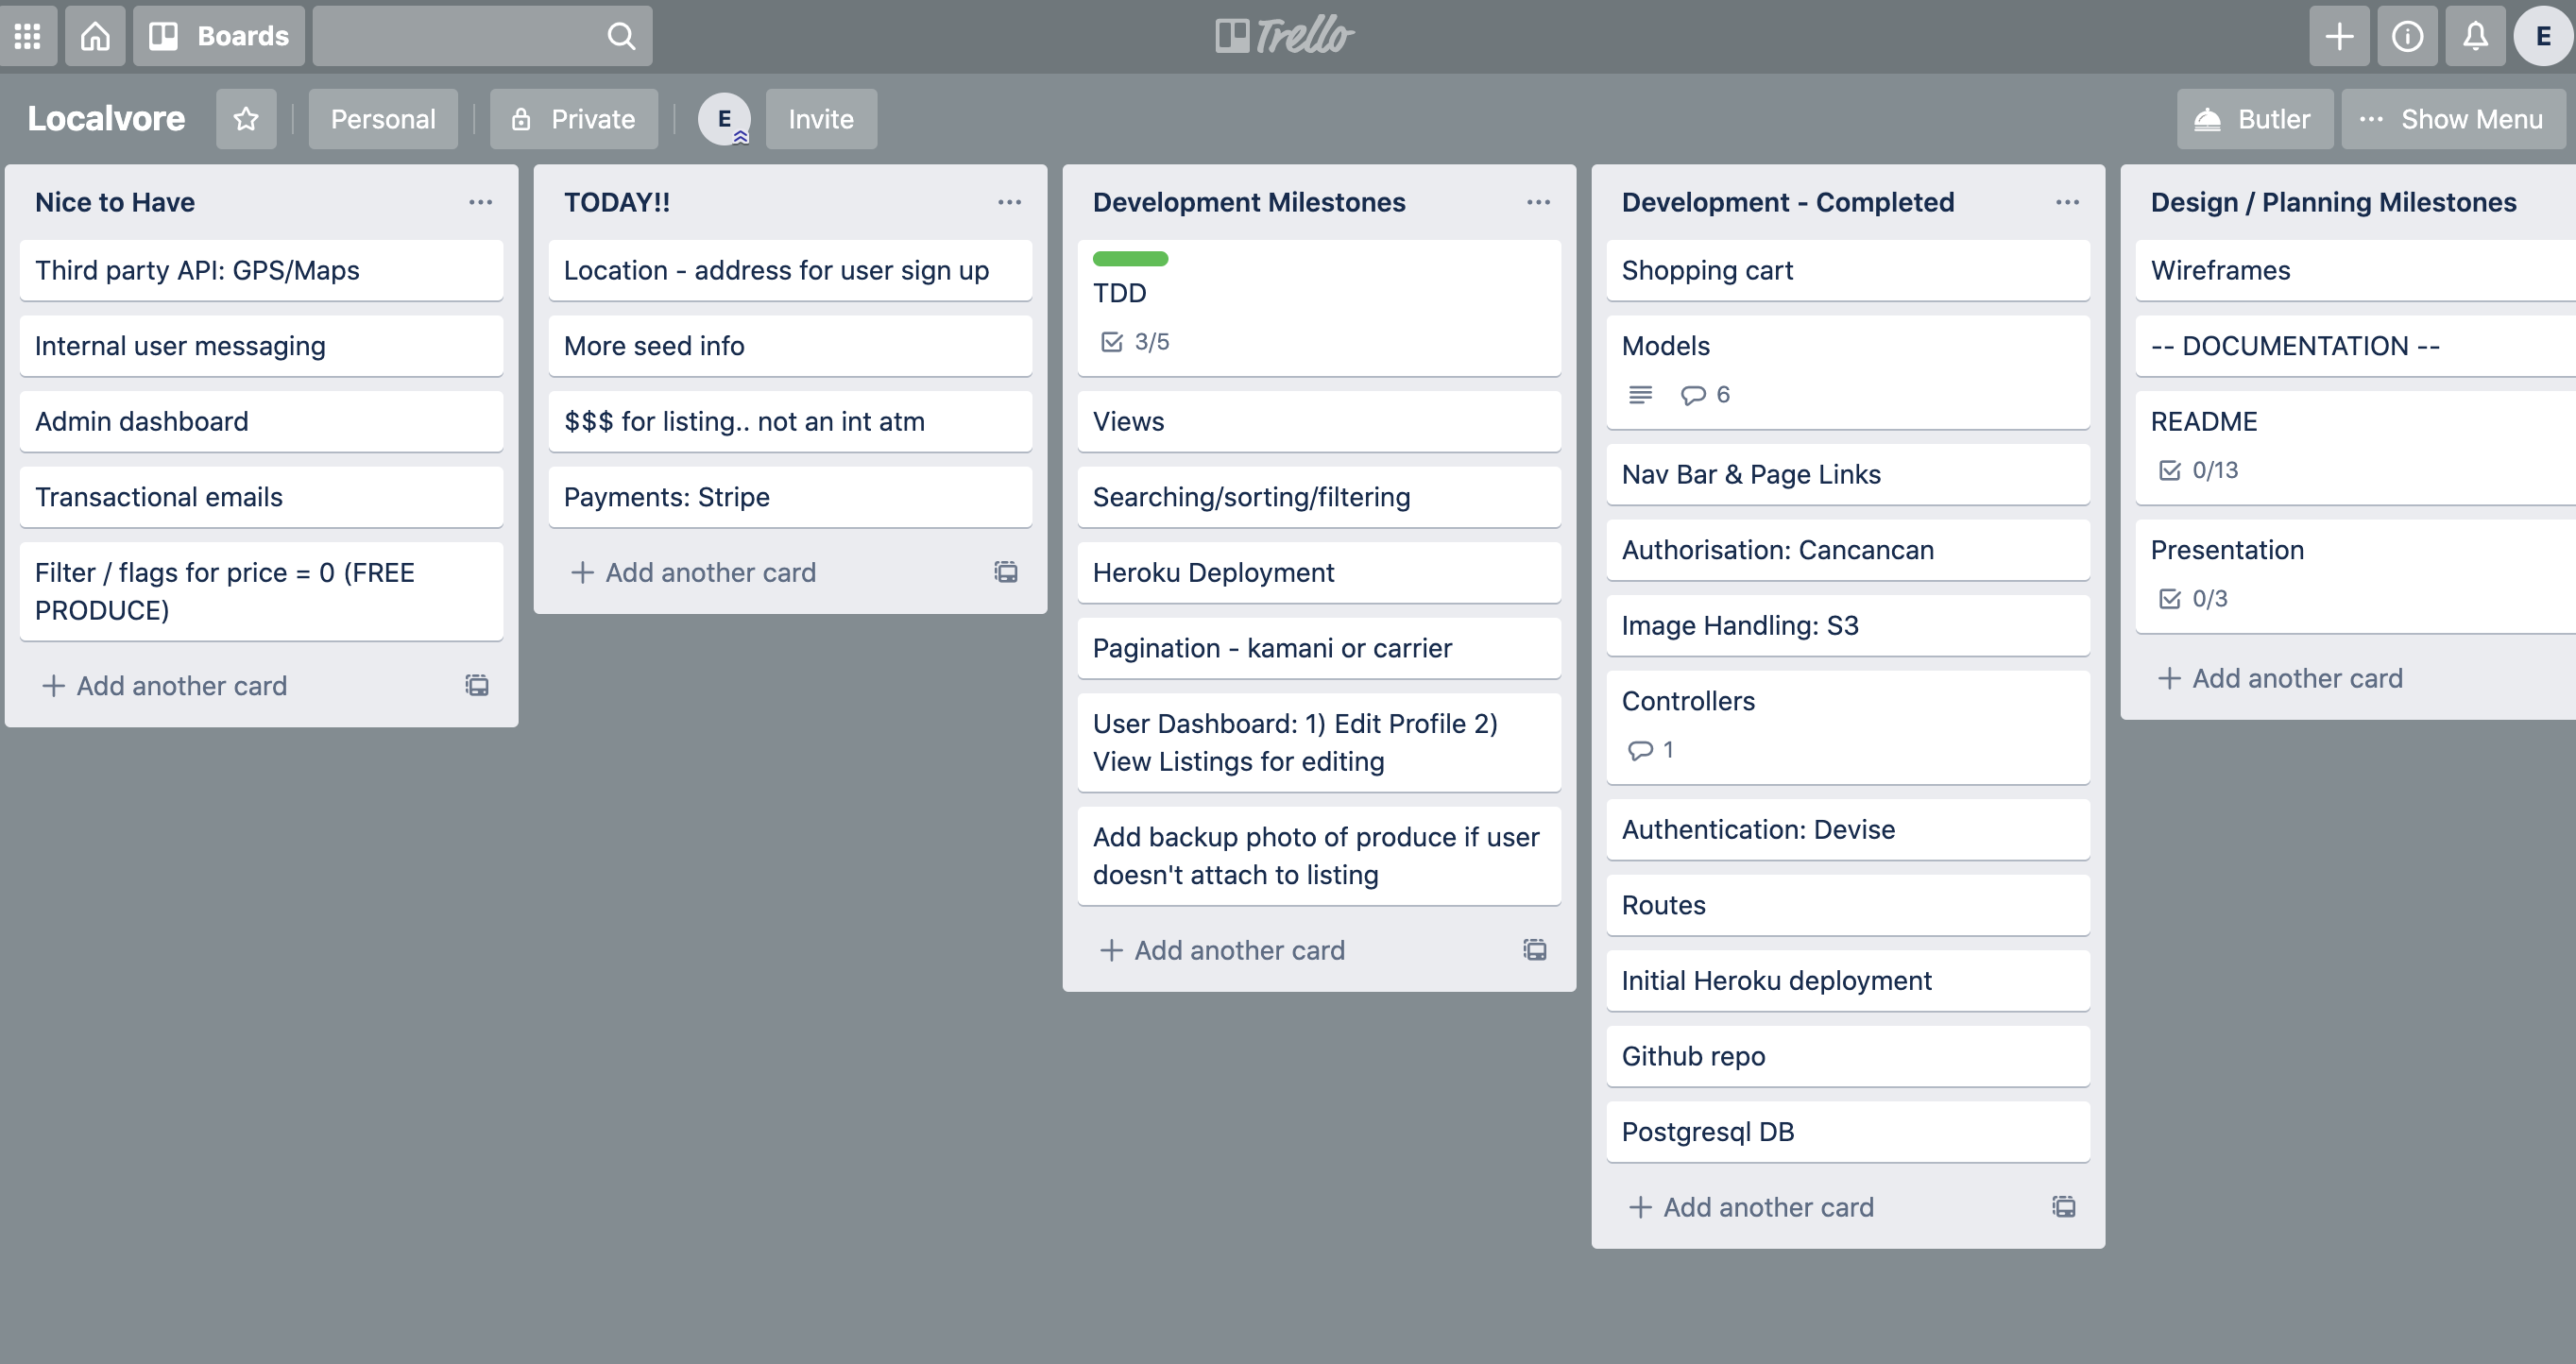 Boards
Trello
E
Localvore
Personal
Private
E
Invite
Butler
Show Menu
Nice to Have
Third party API: GPS/Maps
Internal user messaging
Admin dashboard
Transactional emails
Filter / flags for price = 0 (FREE
PRODUCE)
+ Add another card
TODAY!!
Location - address for user sign up
More seed info
$$$ for listing.. not an int atm
Payments: Stripe
+ Add another card
Development Milestones
TDD
3/5
Views
Searching/sorting/filtering
Heroku Deployment
Pagination - kamani or carrier
User Dashboard: 1) Edit Profile 2)
View Listings for editing
Add backup photo of produce if user
doesn't attach to listing
+ Add another card
Development - Completed
Shopping cart
Models
6
Nav Bar & Page Links
Authorisation: Cancancan
Image Handling: S3
Controllers
1
Authentication: Devise
Routes
Initial Heroku deployment
Github repo
Postgresql DB
+ Add another card
Design / Planning Milestones
Wireframes
-- DOCUMENTATION --
README
0/13
Presentation
0/3
+ Add another card